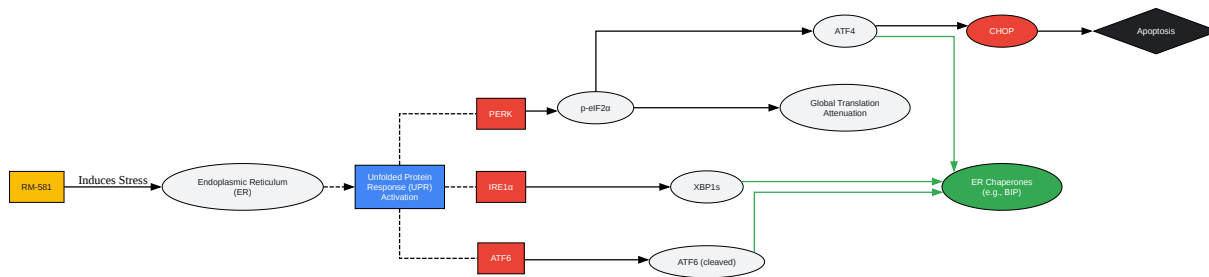 RM-581
Induces Stress
Endoplasmic Reticulum
(ER)
Unfolded Protein
Response (UPR)
Activation
PERK
IRE1α
ATF6
p-eIF2α
XBP1s
ATF6 (cleaved)
ATF4
Global Translation
Attenuation
CHOP
Apoptosis
ER Chaperones
(e.g., BIP)